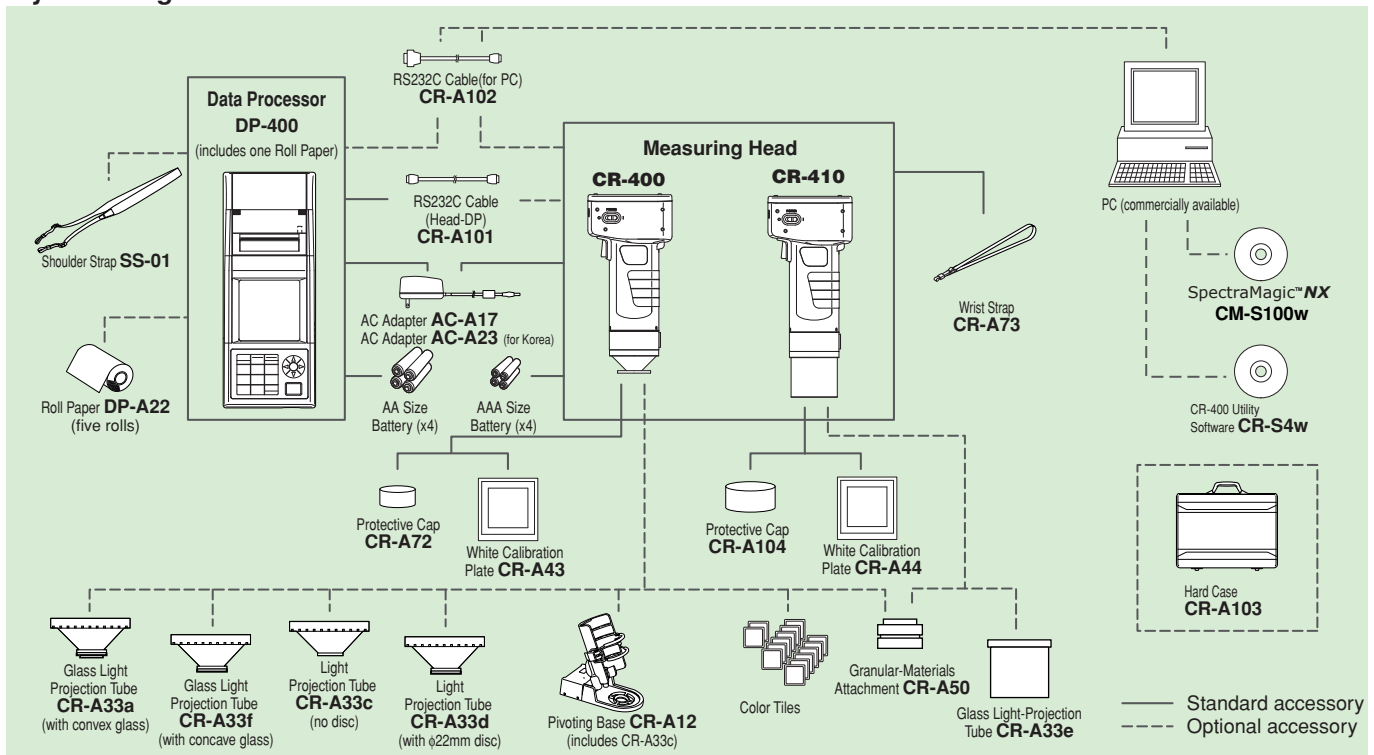 RS232C Cable(for PC)
CR-A102
Data Processor
DP-400
(includes one Roll Paper)
Shoulder Strap SS-01
Roll Paper DP-A22
(five rolls)
RS232C Cable
(Head-DP)
CR-A101
AC Adapter AC-A17
AC Adapter AC-A23 (for Korea)
AA Size
Battery (x4)
AAA Size
Battery (x4)
Measuring Head
CR-400
CR-410
Wrist Strap
CR-A73
PC (commercially available)
SpectraMagic™ NX
CM-S100w
CR-400 Utility
Software CR-S4w
Protective Cap
CR-A72
White Calibration
Plate CR-A43
Protective Cap
CR-A104
White Calibration
Plate CR-A44
Hard Case
CR-A103
Glass Light
Projection Tube
CR-A33a
(with convex glass)
Glass Light
Projection Tube
CR-A33f
(with concave glass)
Light
Projection Tube
CR-A33c
(no disc)
Light
Projection Tube
CR-A33d
(with ϕ22mm disc)
Pivoting Base CR-A12
(includes CR-A33c)
Color Tiles
Granular-Materials
Attachment CR-A50
Glass Light-Projection
Tube CR-A33e
Standard accessory
Optional accessory